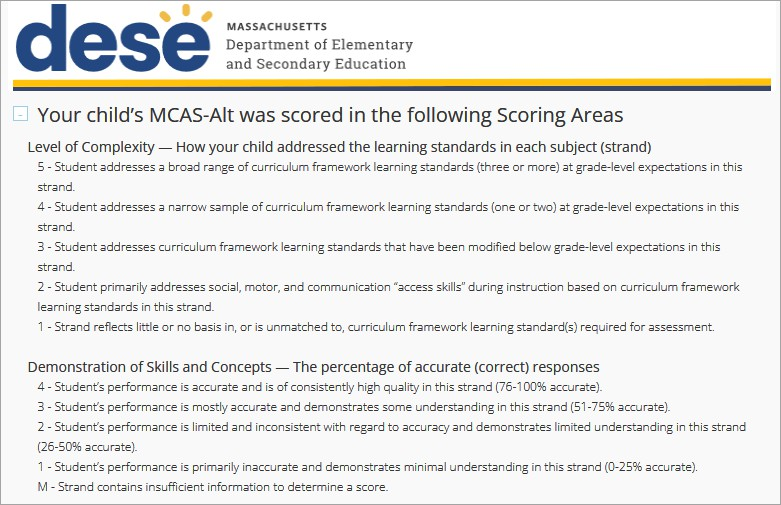 dese
MASSACHUSETTS
Department of Elementary
and Secondary Education
- Your child’s MCAS-Alt was scored in the following Scoring Areas
Level of Complexity — How your child addressed the learning standards in each subject (strand)
5 - Student addresses a broad range of curriculum framework learning standards (three or more) at grade-level expectations in this
strand.
4 - Student addresses a narrow sample of curriculum framework learning standards (one or two) at grade-level expectations in this
strand.
3 - Student addresses curriculum framework learning standards that have been modified below grade-level expectations in this
strand.
2 - Student primarily addresses social, motor, and communication “access skills” during instruction based on curriculum framework
learning standards in this strand.
1 - Strand reflects little or no basis in, or is unmatched to, curriculum framework learning standard(s) required for assessment.
Demonstration of Skills and Concepts — The percentage of accurate (correct) responses
4 - Student’s performance is accurate and is of consistently high quality in this strand (76-100% accurate).
3 - Student’s performance is mostly accurate and demonstrates some understanding in this strand (51-75% accurate).
2 - Student’s performance is limited and inconsistent with regard to accuracy and demonstrates limited understanding in this strand
(26-50% accurate).
1 - Student’s performance is primarily inaccurate and demonstrates minimal understanding in this strand (0-25% accurate).
M - Strand contains insufficient information to determine a score.